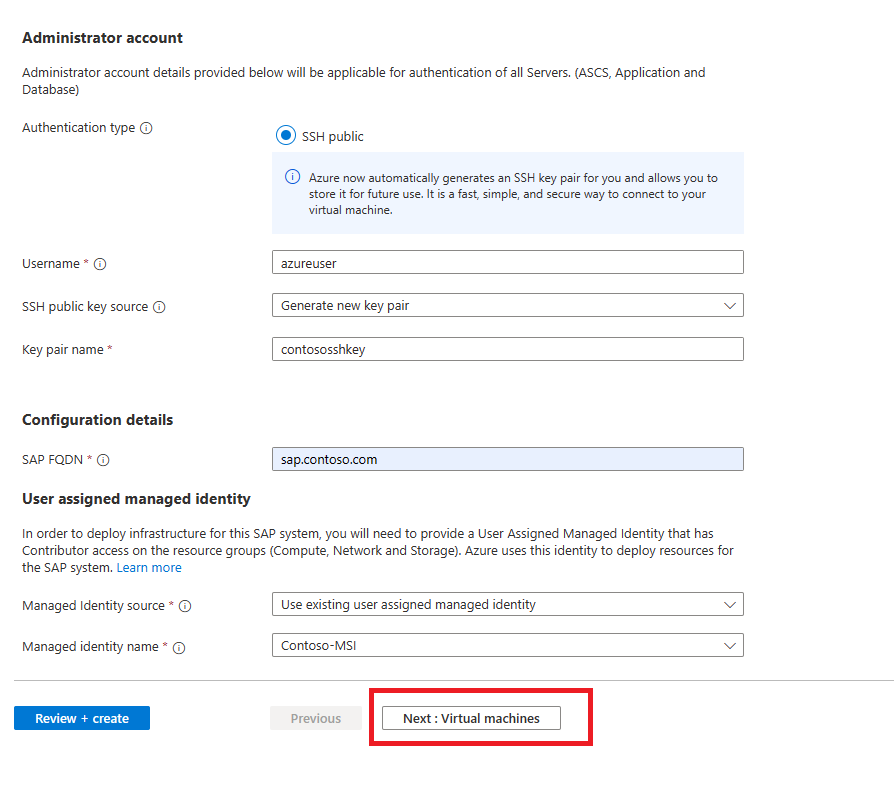 Administrator account
Administrator account details provided below will be applicable for authentication of all Servers. (ASCS, Application and
Database)
Authentication type
SSH public
Azure now automatically generates an SSH key pair for you and allows you to
store it for future use. It is a fast, simple, and secure way to connect to your
virtual machine.
Username *
azureuser
SSH public key source
Generate new key pair
Key pair name *
contososshkey
Configuration details
SAP FQDN *
sap.contoso.com
User assigned managed identity
In order to deploy infrastructure for this SAP system, you will need to provide a User Assigned Managed Identity that has
Contributor access on the resource groups (Compute, Network and Storage). Azure uses this identity to deploy resources for
the SAP system. Learn more
Managed Identity source *
Use existing user assigned managed identity
Managed identity name *
Contoso-MSI
Review + create
Previous
Next : Virtual machines